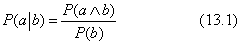 P(a|b) = P(a ∧ b) / P(b) (13.1)